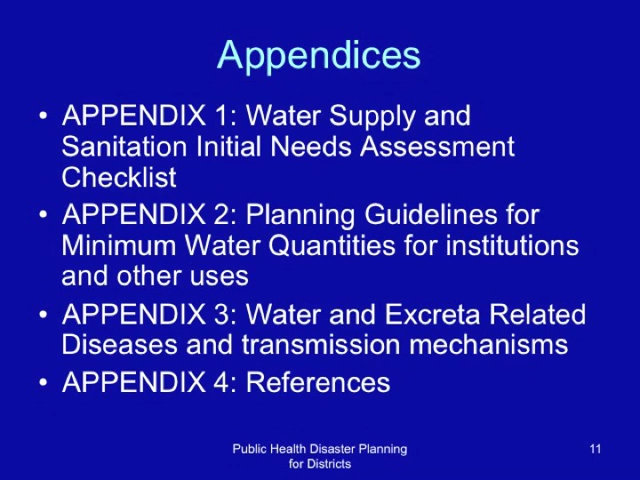 Appendices
• APPENDIX 1: Water Supply and
Sanitation Initial Needs Assessment
Checklist
• APPENDIX 2: Planning Guidelines for
Minimum Water Quantities for institutions
and other uses
• APPENDIX 3: Water and Excreta Related
Diseases and transmission mechanisms
• APPENDIX 4: References
Public Health Disaster Planning
for Districts
11